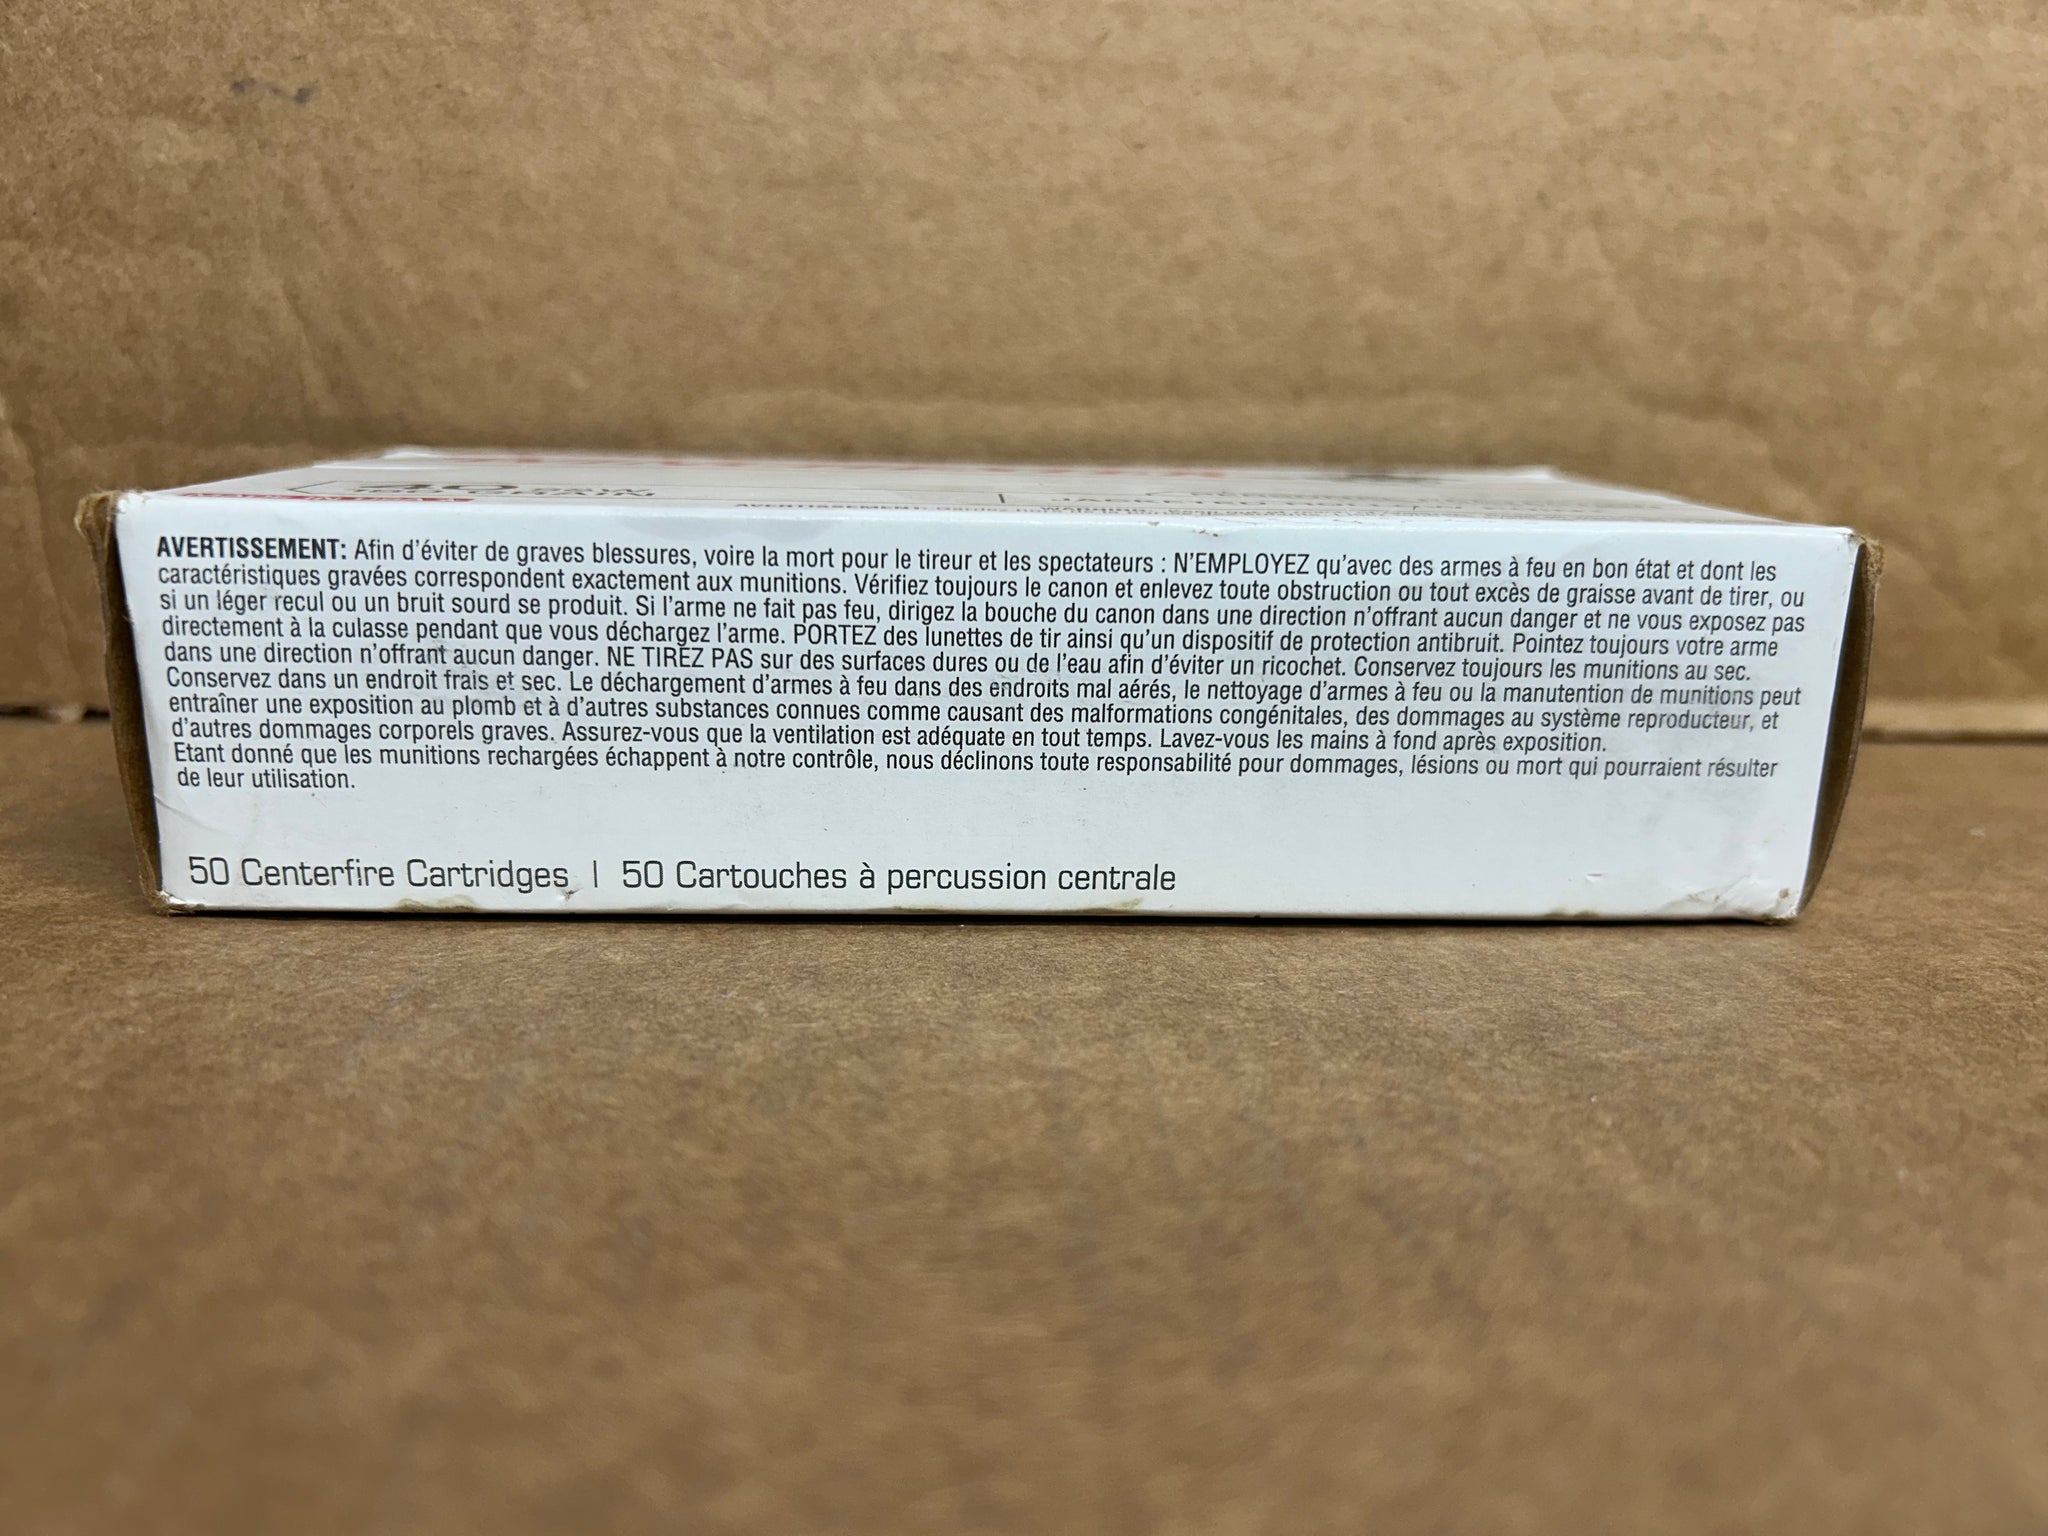 40 S&W
180 GRAIN
AVERTISSEMENT:
AVERTISSEMENT: Afin d'éviter de graves blessures, voire la mort pour le tireur et les spectateurs : N'EMPLOYEZ qu'avec des armes à feu en bon état et dont les
caractéristiques gravées correspondent exactement aux munitions. Vérifiez toujours le canon et enlevez toute obstruction ou tout excès de graisse avant de tirer, ou
si un léger recul ou un bruit sourd se produit. Si l'arme ne fait pas feu, dirigez la bouche du canon dans une direction n'offrant aucun danger et ne vous exposez pas
directement à la culasse pendant que vous déchargez l'arme. PORTEZ des lunettes de tir ainsi qu'un dispositif de protection antibruit. Pointez toujours votre arme
dans une direction n'offrant aucun danger. NE TIREZ PAS sur des surfaces dures ou de l'eau afin d'éviter un ricochet. Conservez toujours les munitions au sec.
Conservez dans un endroit frais et sec. Le déchargement d'armes à feu dans des endroits mal aérés, le nettoyage d'armes à feu ou la manutention de munitions peut
entraîner une exposition au plomb et à d'autres substances connues comme causant des malformations congénitales, des dommages au système reproducteur, et
d'autres dommages corporels graves. Assurez-vous que la ventilation est adéquate en tout temps. Lavez-vous les mains à fond après exposition.
Etant donné que les munitions rechargées échappent à notre contrôle, nous déclinons toute responsabilité pour dommages, lésions ou mort qui pourraient résulter
de leur utilisation.
50 Centerfire Cartridges | 50 Cartouches à percussion centrale